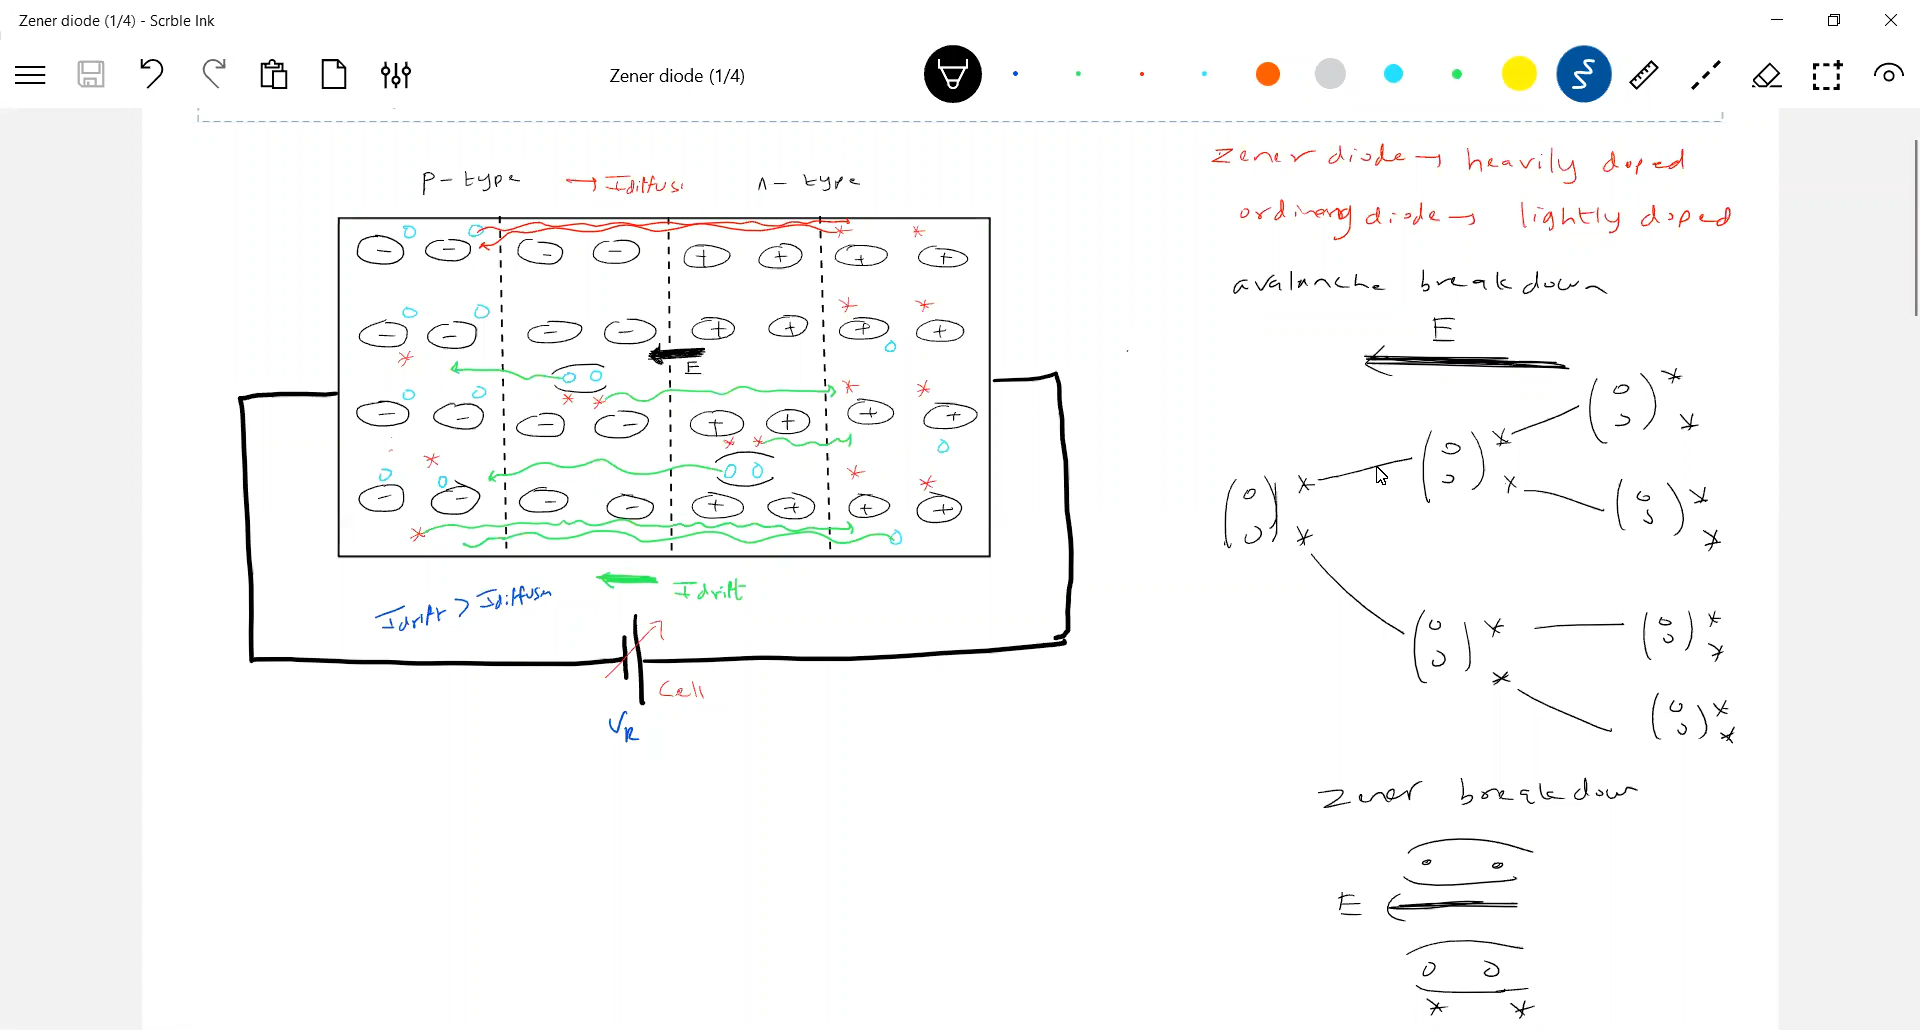 Zener diode (1/4) - Scrble Ink
Zener diode (1/4)
p-type → Idiffusi n-type
E
Idrift
Idrift > Idiffusn
Cell
VR
Zener diode → heavily doped
ordinary diode → lightly doped
avalanche breakdown
E
Zener breakdown
E